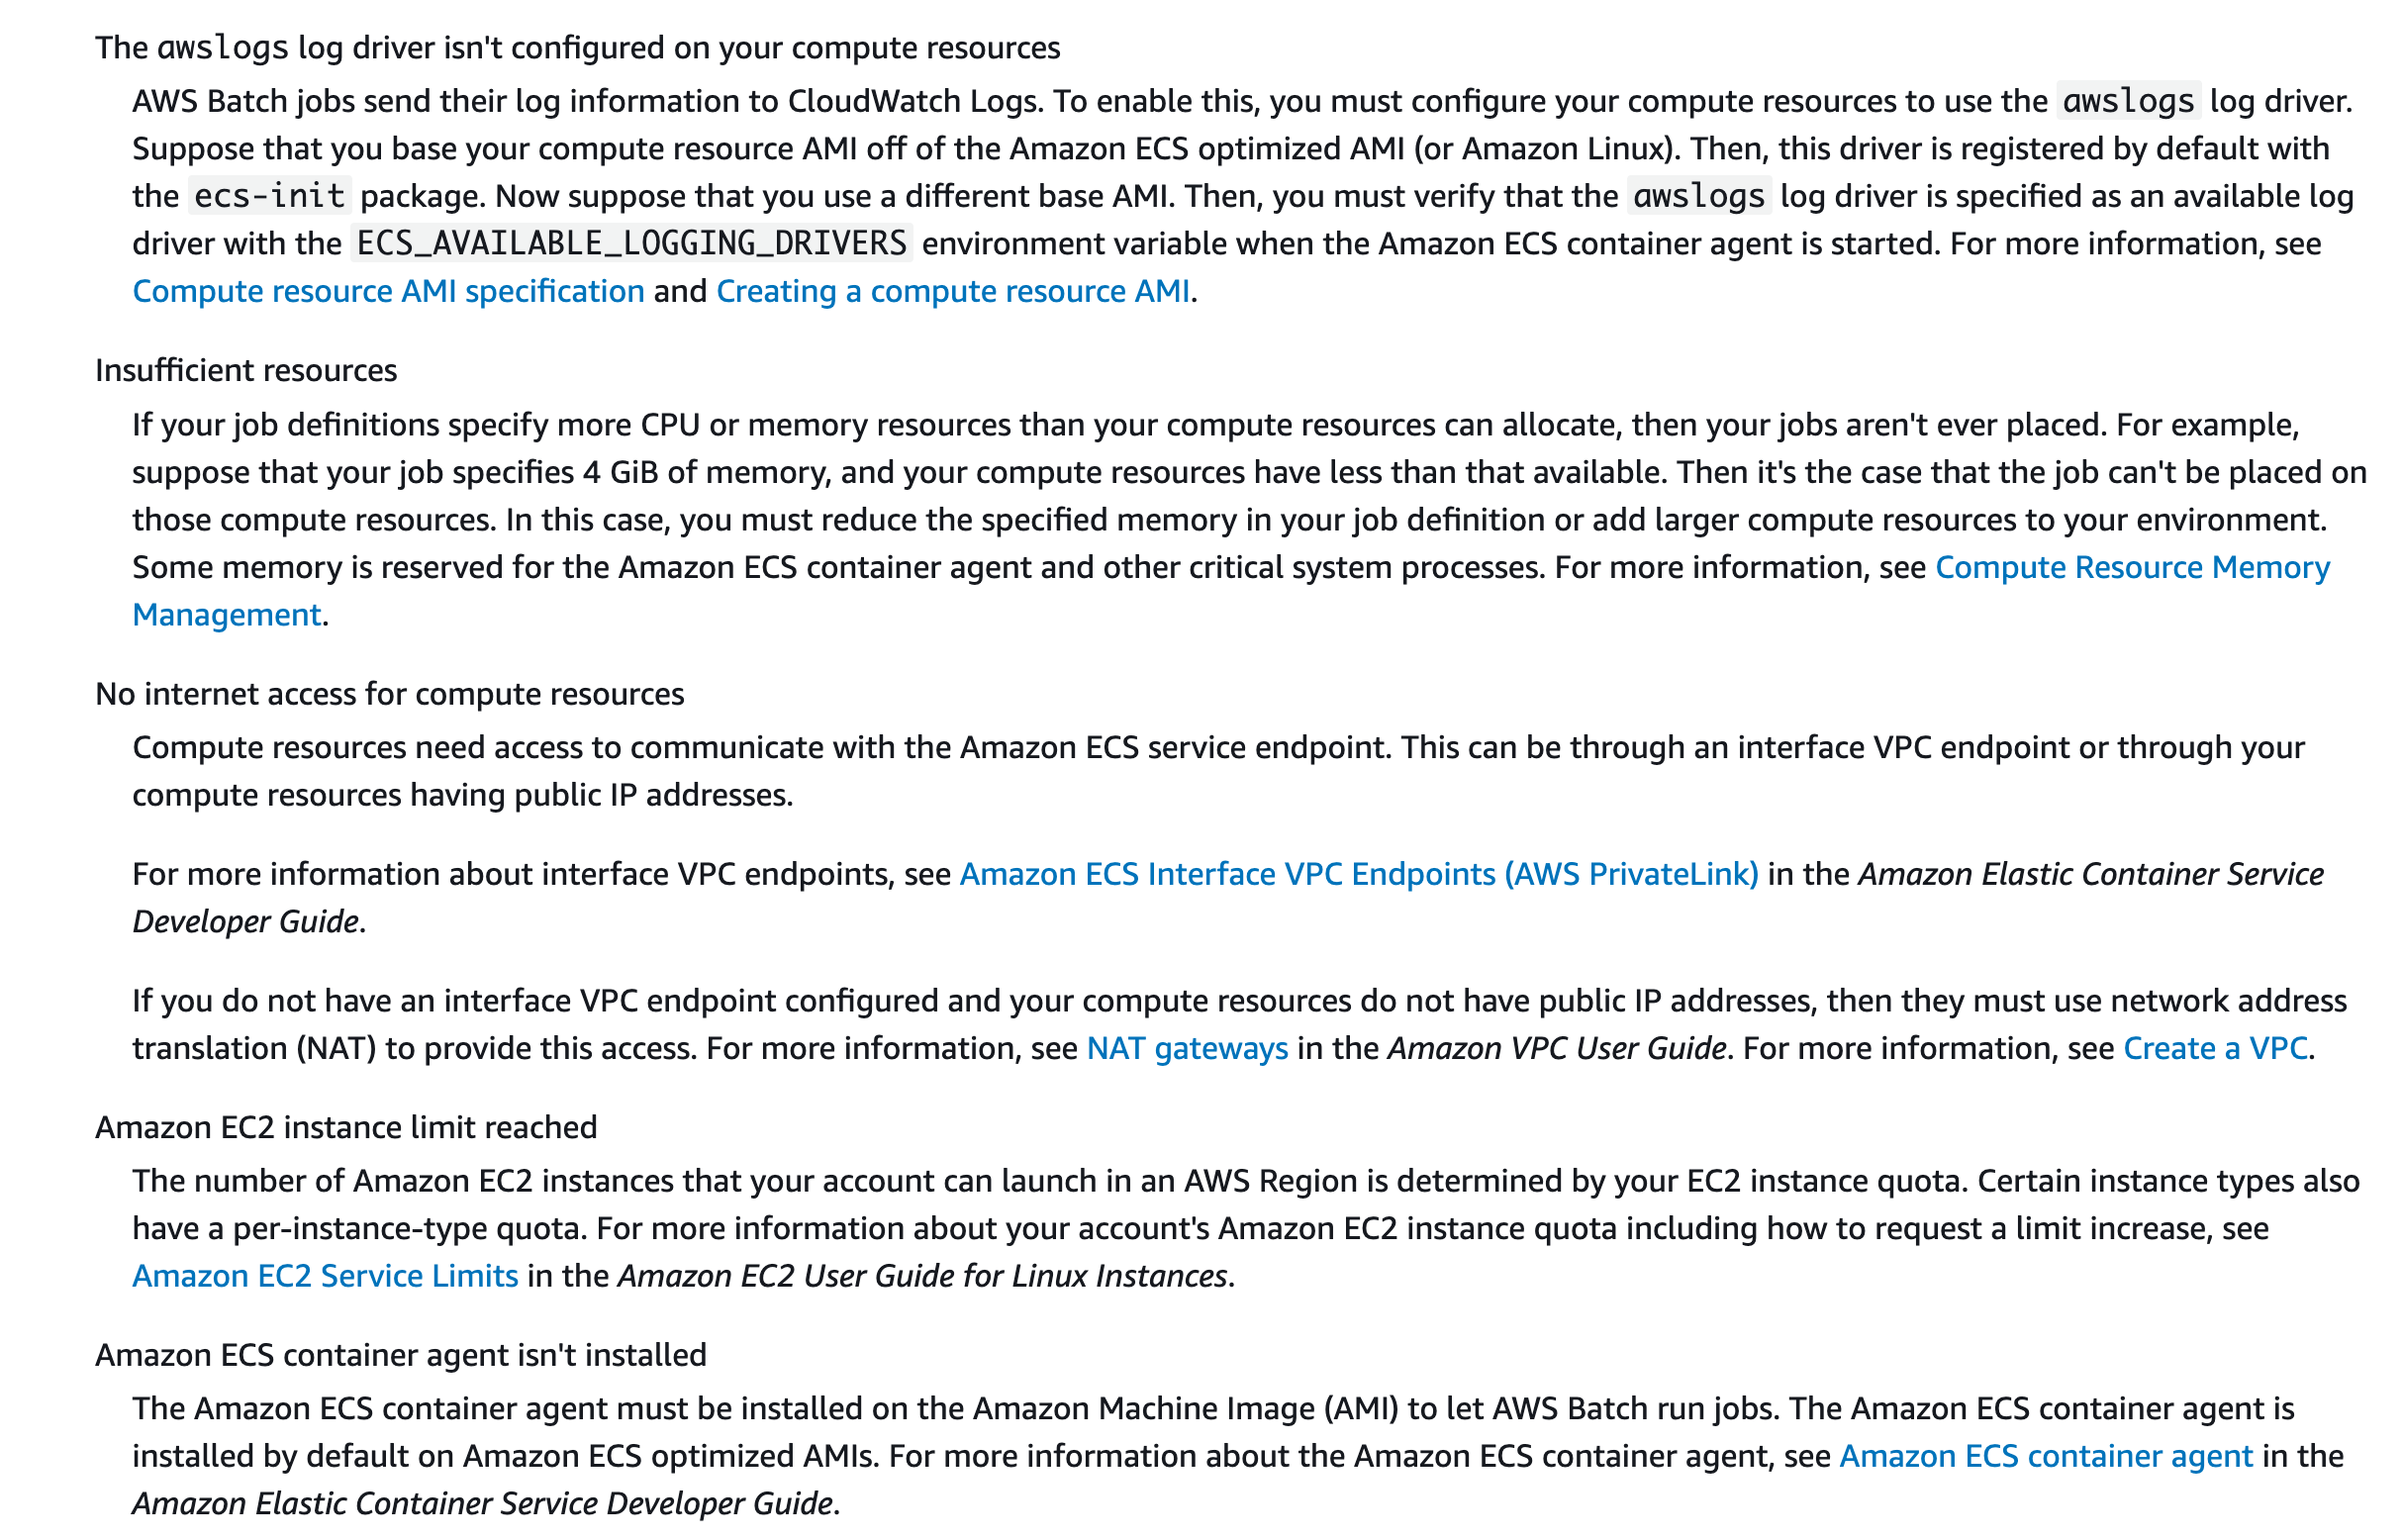 The awslogs log driver isn't configured on your compute resources
AWS Batch jobs send their log information to CloudWatch Logs. To enable this, you must configure your compute resources to use the awslogs log driver.
Suppose that you base your compute resource AMI off of the Amazon ECS optimized AMI (or Amazon Linux). Then, this driver is registered by default with
the ecs-init package. Now suppose that you use a different base AMI. Then, you must verify that the awslogs log driver is specified as an available log
driver with the ECS_AVAILABLE_LOGGING_DRIVERS environment variable when the Amazon ECS container agent is started. For more information, see
Compute resource AMI specification and Creating a compute resource AMI.
Insufficient resources
If your job definitions specify more CPU or memory resources than your compute resources can allocate, then your jobs aren't ever placed. For example,
suppose that your job specifies 4 GiB of memory, and your compute resources have less than that available. Then it's the case that the job can't be placed on
those compute resources. In this case, you must reduce the specified memory in your job definition or add larger compute resources to your environment.
Some memory is reserved for the Amazon ECS container agent and other critical system processes. For more information, see Compute Resource Memory
Management.
No internet access for compute resources
Compute resources need access to communicate with the Amazon ECS service endpoint. This can be through an interface VPC endpoint or through your
compute resources having public IP addresses.
For more information about interface VPC endpoints, see Amazon ECS Interface VPC Endpoints (AWS PrivateLink) in the Amazon Elastic Container Service
Developer Guide.
If you do not have an interface VPC endpoint configured and your compute resources do not have public IP addresses, then they must use network address
translation (NAT) to provide this access. For more information, see NAT gateways in the Amazon VPC User Guide. For more information, see Create a VPC.
Amazon EC2 instance limit reached
The number of Amazon EC2 instances that your account can launch in an AWS Region is determined by your EC2 instance quota. Certain instance types also
have a per-instance-type quota. For more information about your account's Amazon EC2 instance quota including how to request a limit increase, see
Amazon EC2 Service Limits in the Amazon EC2 User Guide for Linux Instances.
Amazon ECS container agent isn't installed
The Amazon ECS container agent must be installed on the Amazon Machine Image (AMI) to let AWS Batch run jobs. The Amazon ECS container agent is
installed by default on Amazon ECS optimized AMIs. For more information about the Amazon ECS container agent, see Amazon ECS container agent in the
Amazon Elastic Container Service Developer Guide.